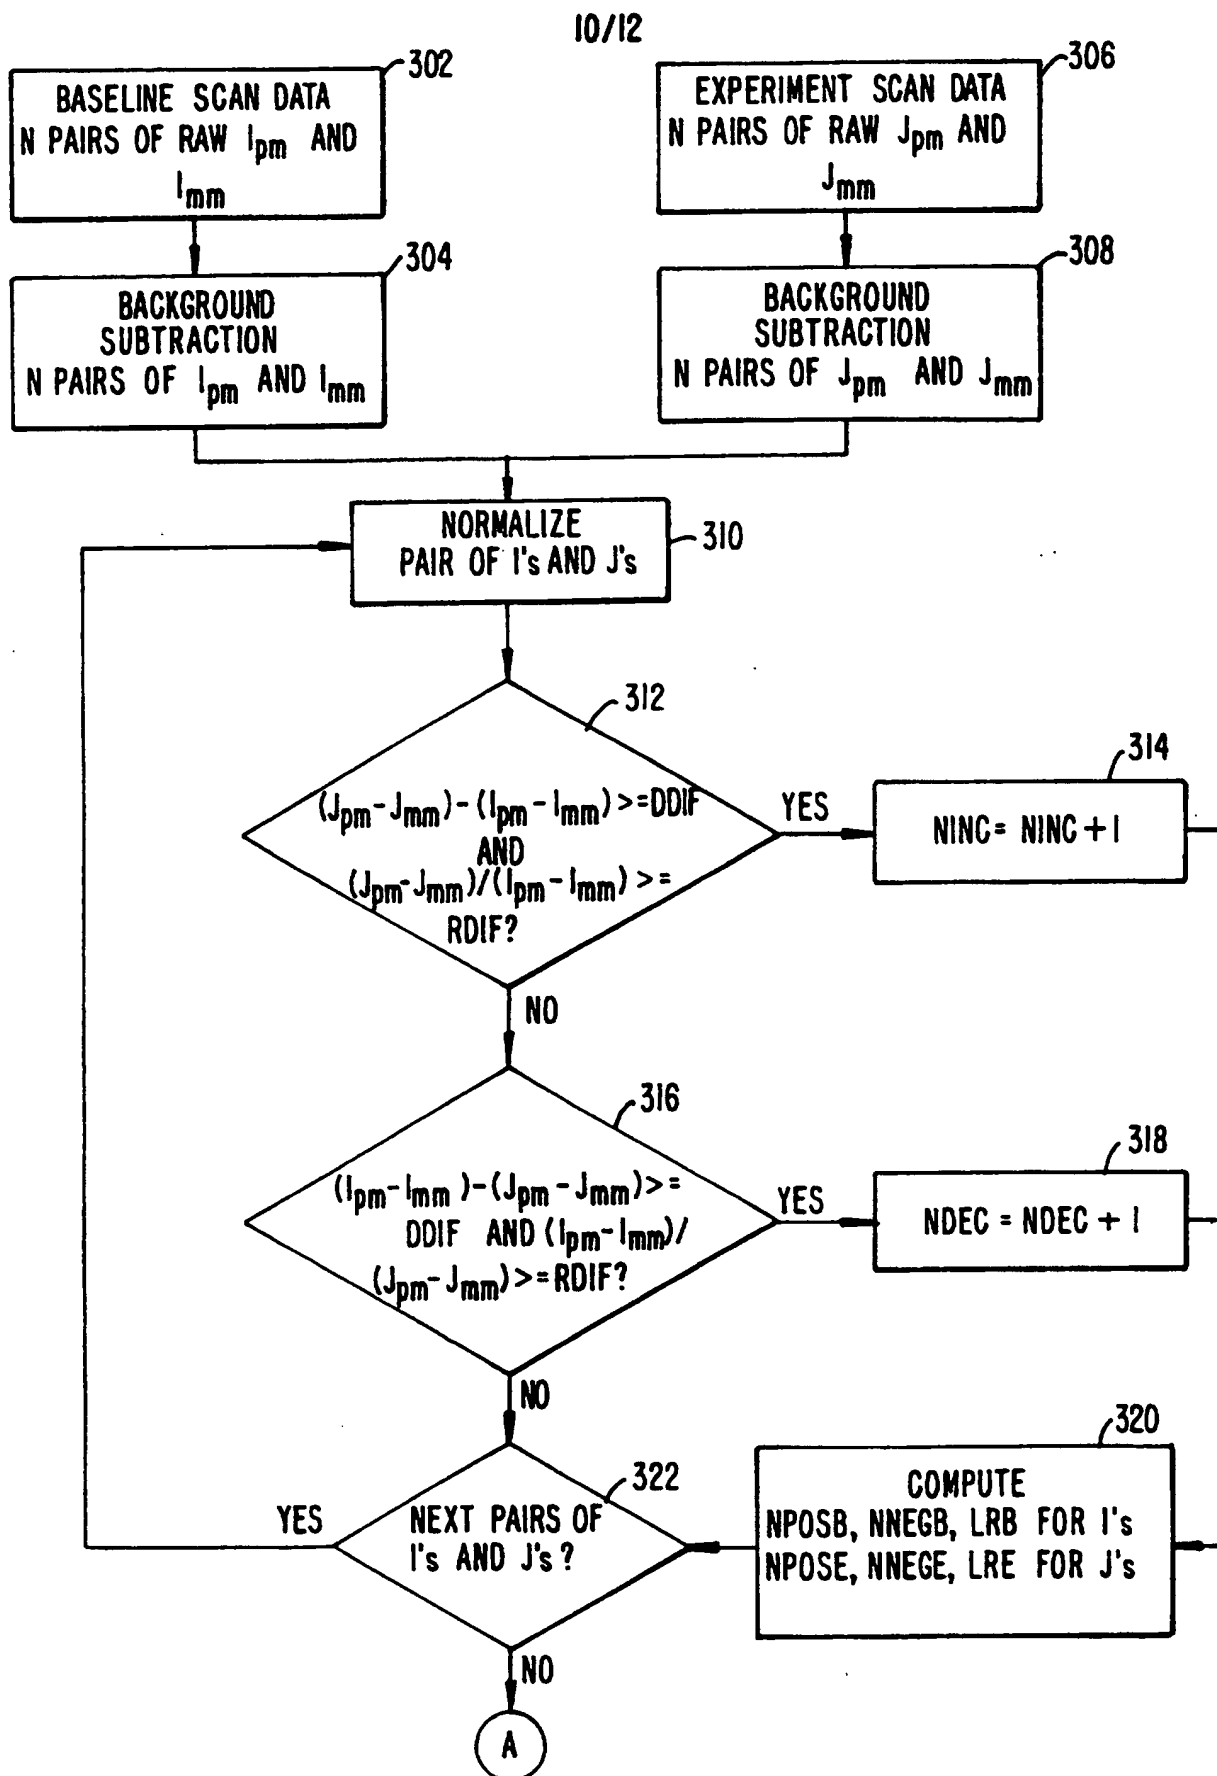 10/12
302
BASELINE SCAN DATA
N PAIRS OF RAW Ipm AND
Imm
306
EXPERIMENT SCAN DATA
N PAIRS OF RAW Jpm AND
Jmm
304
BACKGROUND
SUBTRACTION
N PAIRS OF Ipm AND Imm
308
BACKGROUND
SUBTRACTION
N PAIRS OF Jpm AND Jmm
NORMALIZE
PAIR OF I's AND J's
310
312
(Jpm-Jmm)-(Ipm-Imm)>=DDIF
AND
(Jpm-Jmm)/(Ipm-Imm)>=
RDIF?
YES
314
NINC= NINC+1
NO
316
(Ipm-Imm)-(Jpm-Jmm)>=
DDIF AND (Ipm-Imm)/
(Jpm-Jmm)>=RDIF?
YES
318
NDEC = NDEC + 1
NO
322
NEXT PAIRS OF
I's AND J's?
YES
320
COMPUTE
NPOSB, NNEGB, LRB FOR I's
NPOSE, NNEGE, LRE FOR J's
NO
A